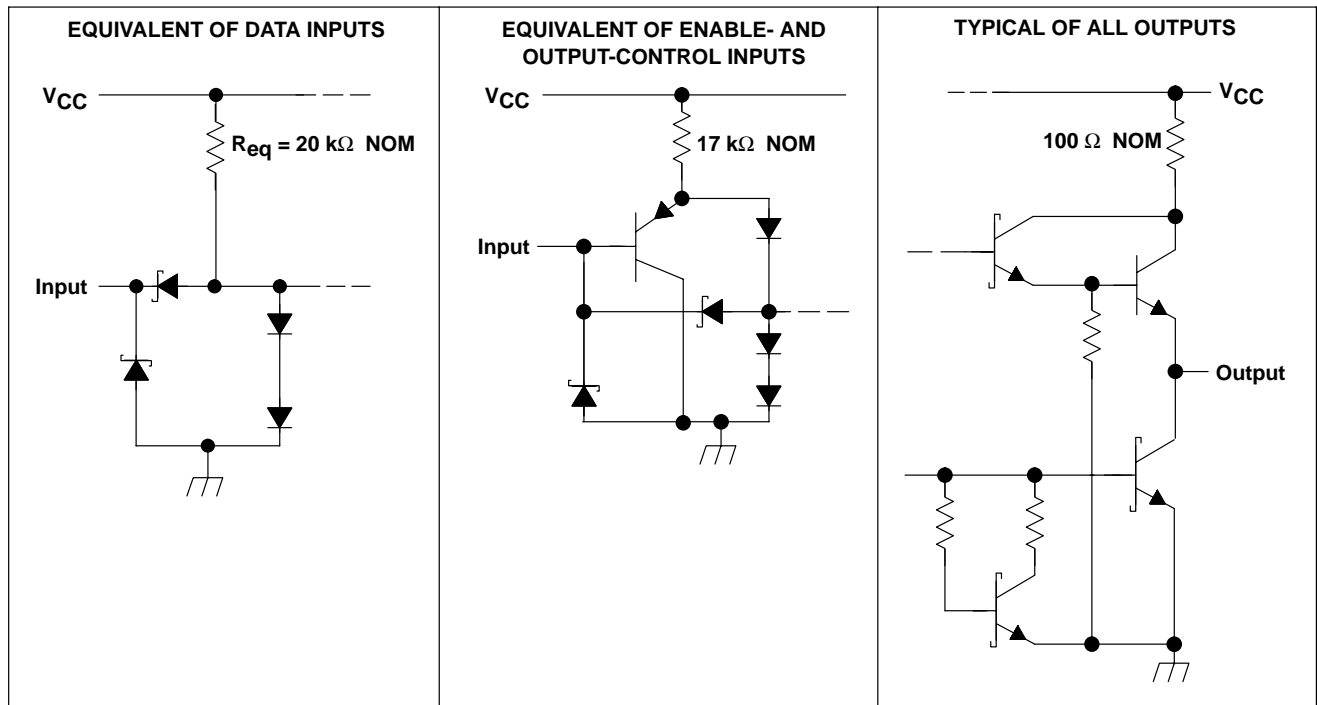 EQUIVALENT OF DATA INPUTS
VCC
Req = 20 kΩ NOM
Input
EQUIVALENT OF ENABLE- AND
OUTPUT-CONTROL INPUTS
VCC
17 kΩ NOM
Input
TYPICAL OF ALL OUTPUTS
VCC
100 Ω NOM
Output